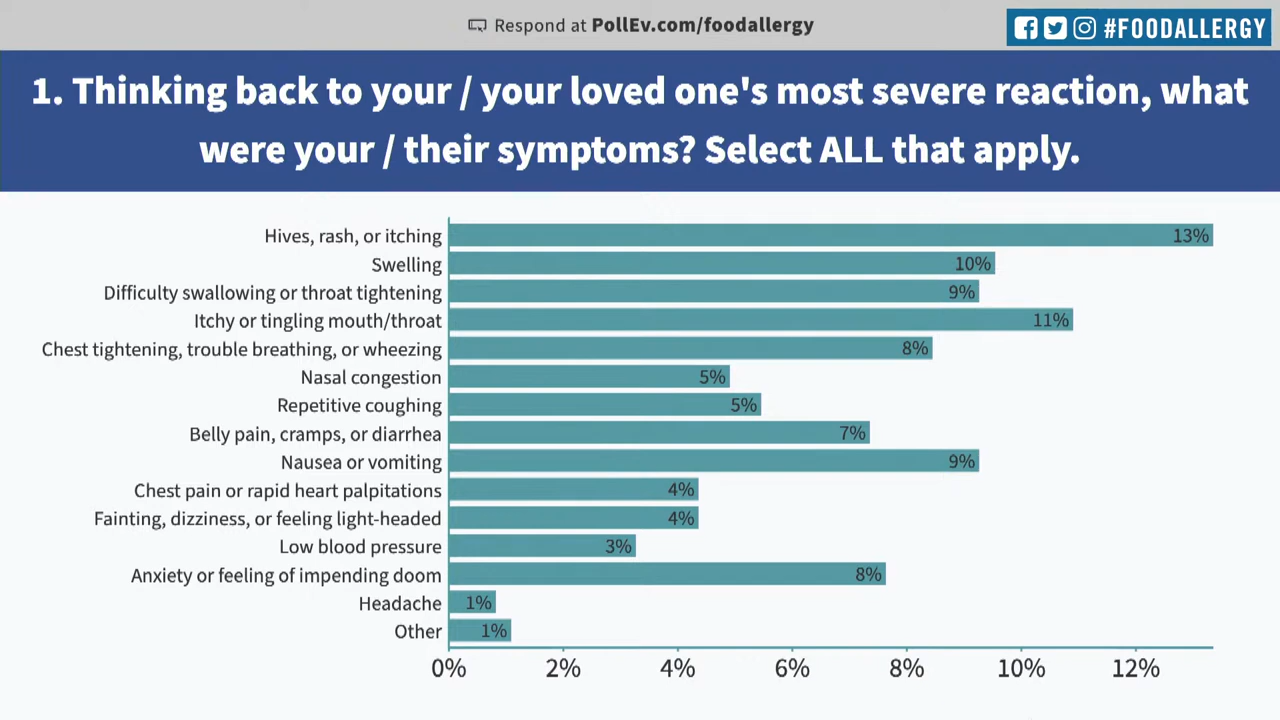 Respond at PollEv.com/foodallergy
#FOODALLERGY
1. Thinking back to your / your loved one's most severe reaction, what
were your / their symptoms? Select ALL that apply.
Hives, rash, or itching 13%
Swelling 10%
Difficulty swallowing or throat tightening 9%
Itchy or tingling mouth/throat 11%
Chest tightening, trouble breathing, or wheezing 8%
Nasal congestion 5%
Repetitive coughing 5%
Belly pain, cramps, or diarrhea 7%
Nausea or vomiting 9%
Chest pain or rapid heart palpitations 4%
Fainting, dizziness, or feeling light-headed 4%
Low blood pressure 3%
Anxiety or feeling of impending doom 8%
Headache 1%
Other 1%
0% 2% 4% 6% 8% 10% 12%